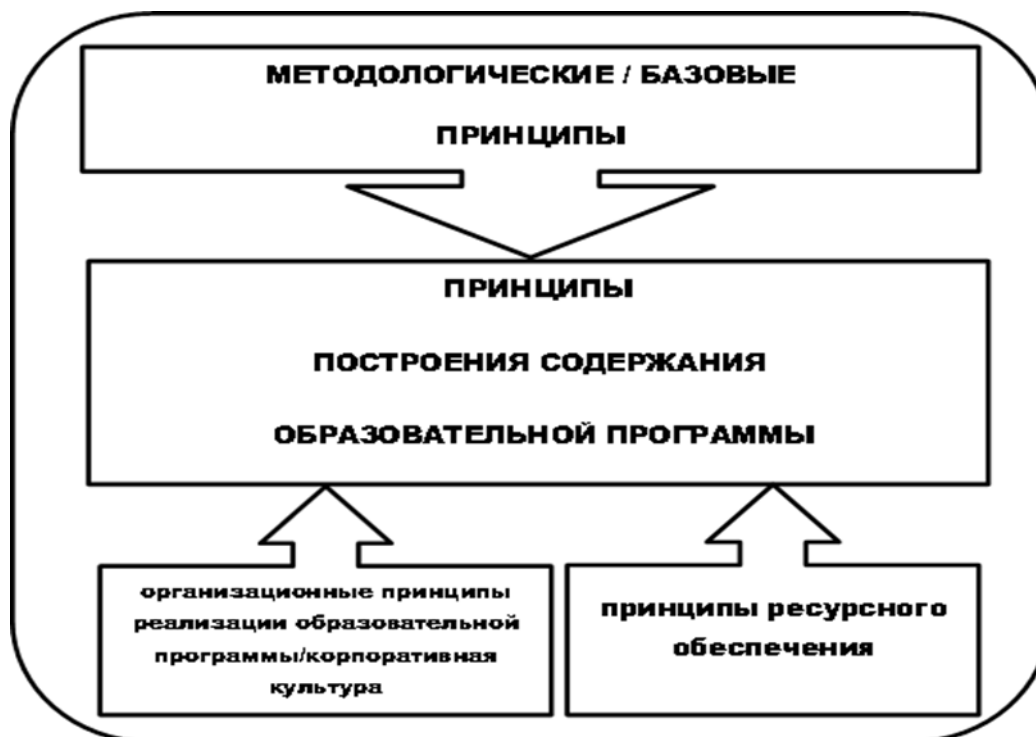 МЕТОДОЛОГИЧЕСКИЕ / БАЗОВЫЕ
ПРИНЦИПЫ
ПРИНЦИПЫ
ПОСТРОЕНИЯ СОДЕРЖАНИЯ
ОБРАЗОВАТЕЛЬНОЙ ПРОГРАММЫ
организационные принципы
реализации образовательной
программы/корпоративная
культура
принципы ресурсного
обеспечения